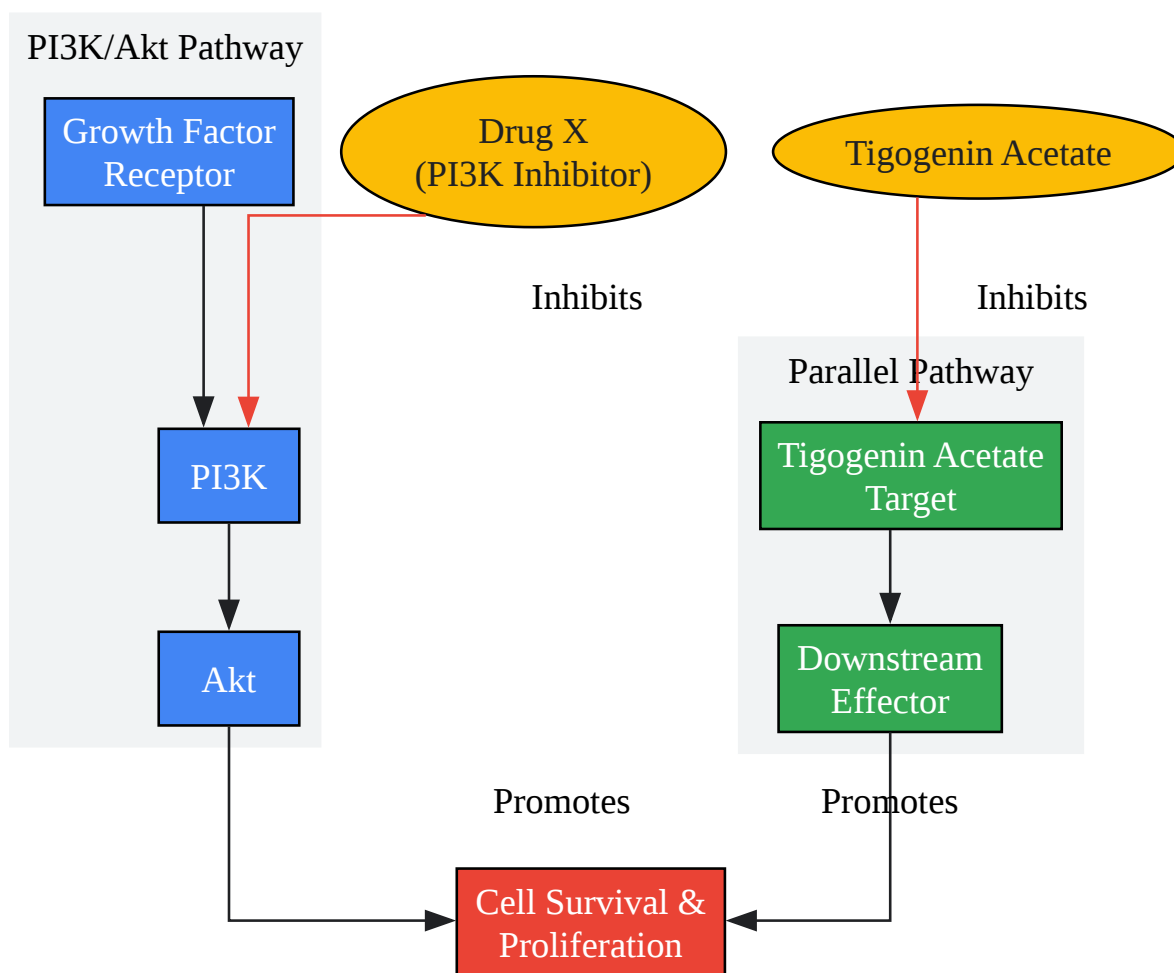 PI3K/Akt Pathway
Growth Factor
Receptor
Drug X
(PI3K Inhibitor)
Tigogenin Acetate
Inhibits
Inhibits
Parallel Pathway
PI3K
Tigogenin Acetate
Target
Akt
Downstream
Effector
Promotes
Promotes
Cell Survival &
Proliferation